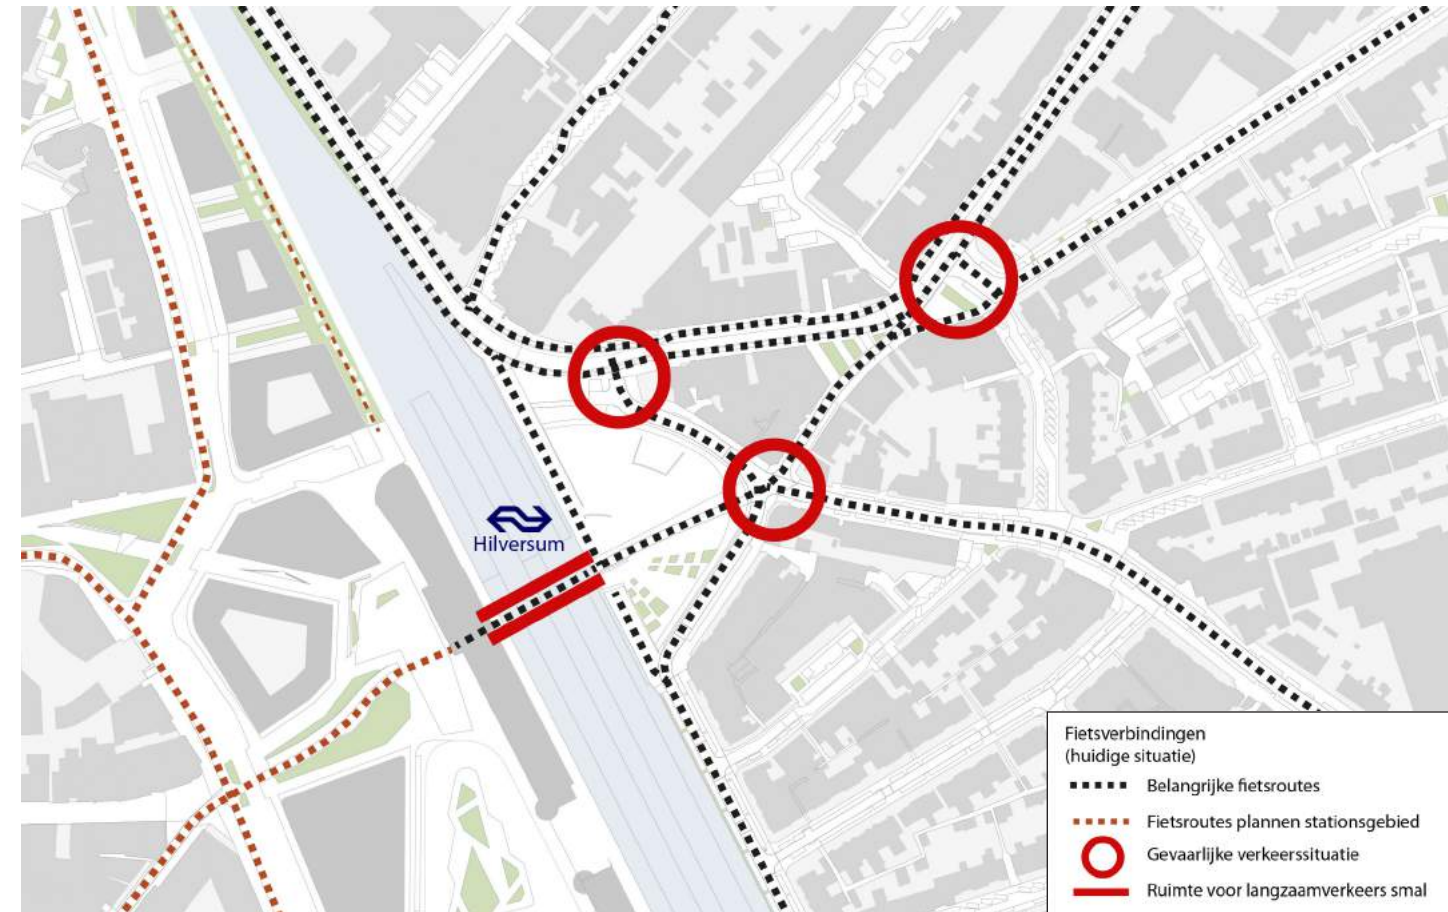 Hilversum
Fietsverbindingen
(huidige situatie)
Belangrijke fietsroutes
Fietsroutes plannen stationsgebied
Gevaarlijke verkeerssituatie
Ruimte voor langzaamverkeers smal